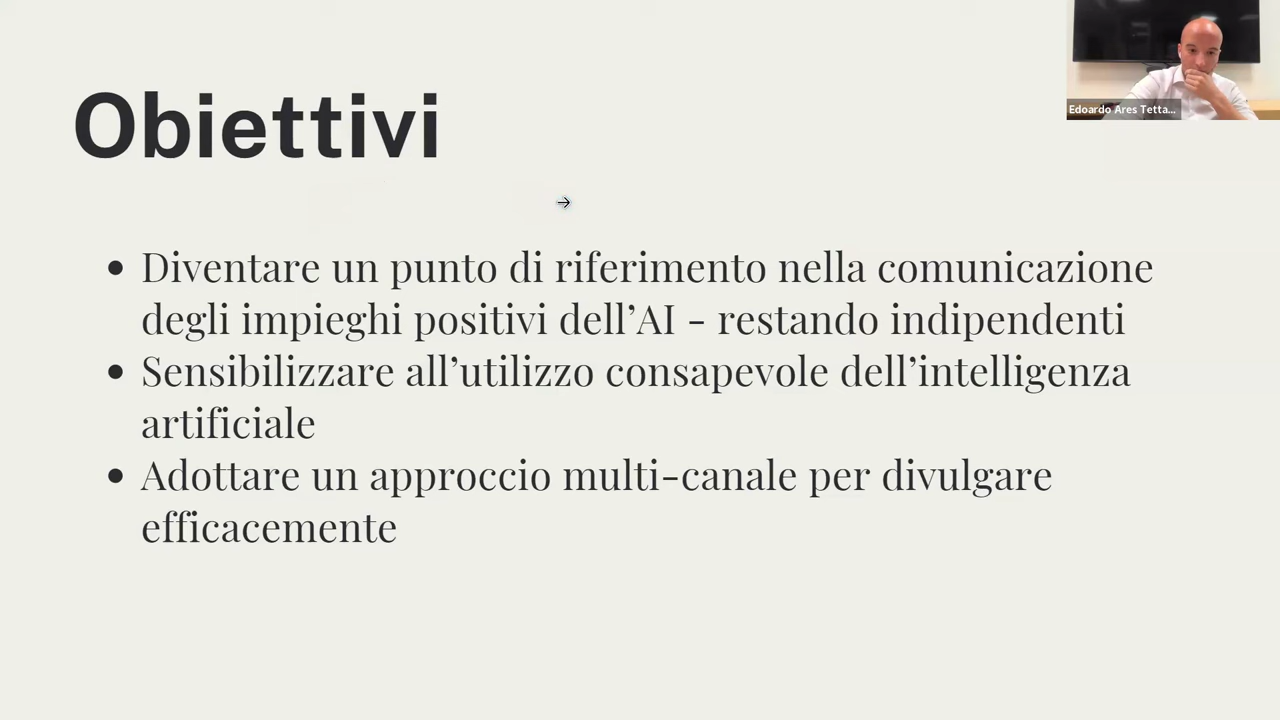 Obiettivi
Edoardo Ares Tetta...
• Diventare un punto di riferimento nella comunicazione
degli impieghi positivi dell’AI - restando indipendenti
• Sensibilizzare all’utilizzo consapevole dell’intelligenza
artificiale
• Adottare un approccio multi-canale per divulgare
efficacemente